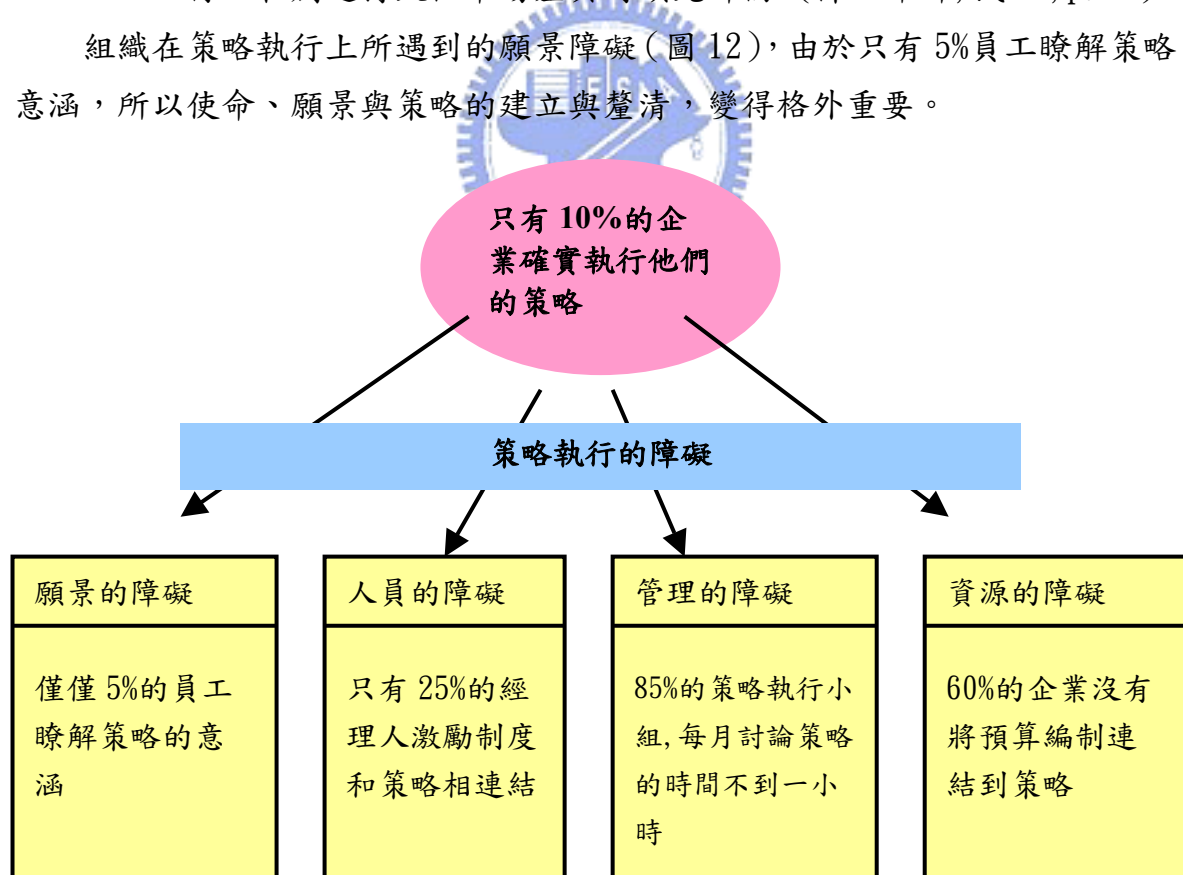 組織在策略執行上所遇到的願景障礙(圖 12),由於只有 5%員工瞭解策略
意涵,所以使命、願景與策略的建立與釐清,變得格外重要。
只有 10%的企
業確實執行他們
的策略
策略執行的障礙
願景的障礙
僅僅 5%的員工
瞭解策略的意
涵
人員的障礙
只有 25%的經
理人激勵制度
和策略相連結
管理的障礙
85%的策略執行小
組,每月討論策略
的時間不到一小
時
資源的障礙
60%的企業沒有
將預算編制連
結到策略